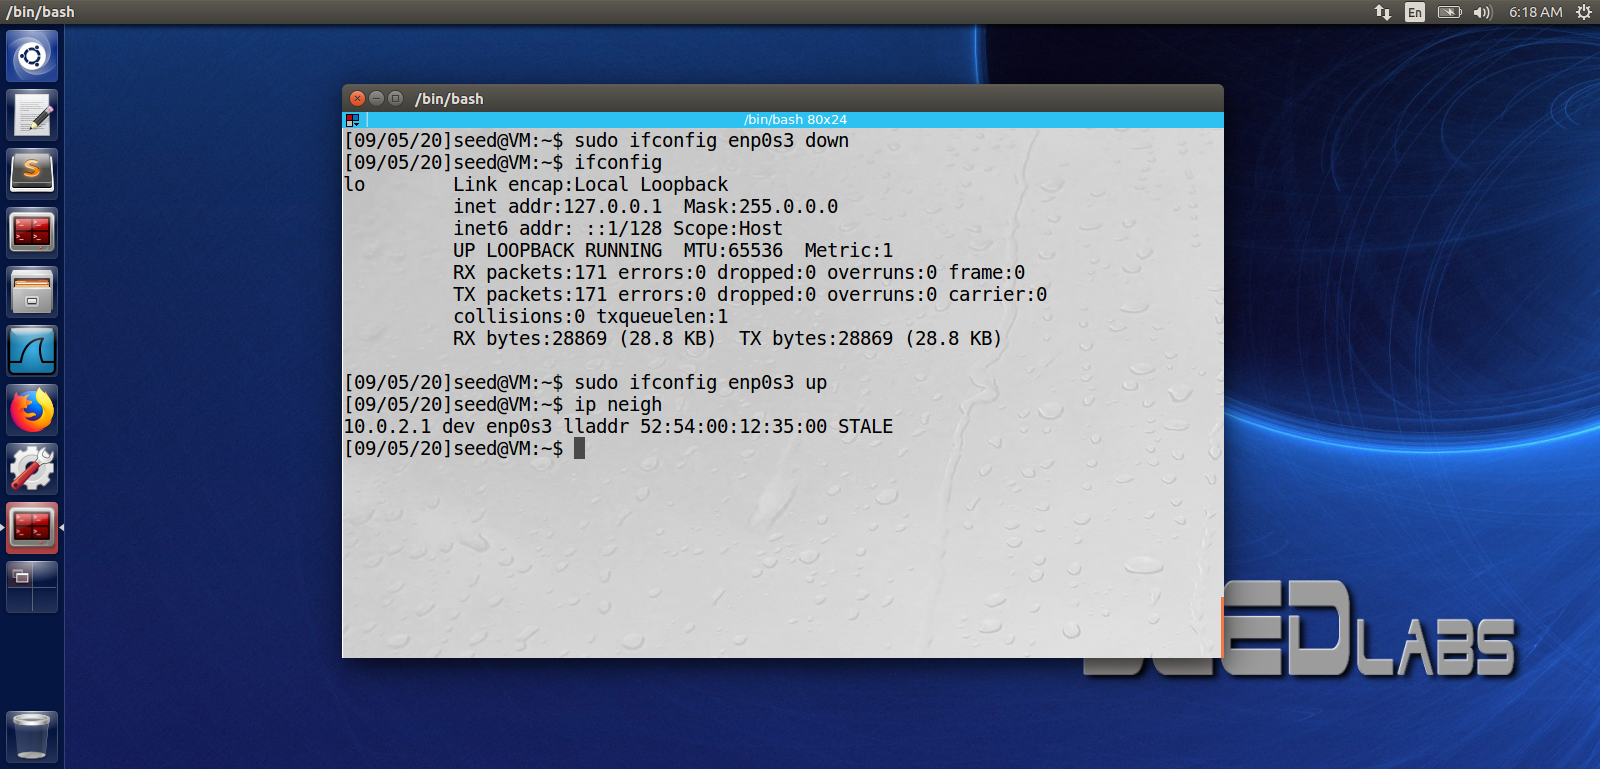 /bin/bash
En
6:18 AM
/bin/bash
/bin/bash 80x24
[09/05/20]seed@VM:~$ sudo ifconfig enp0s3 down
[09/05/20]seed@VM:~$ ifconfig
lo        Link encap:Local Loopback
          inet addr:127.0.0.1  Mask:255.0.0.0
          inet6 addr: ::1/128 Scope:Host
          UP LOOPBACK RUNNING  MTU:65536  Metric:1
          RX packets:171 errors:0 dropped:0 overruns:0 frame:0
          TX packets:171 errors:0 dropped:0 overruns:0 carrier:0
          collisions:0 txqueuelen:1
          RX bytes:28869 (28.8 KB)  TX bytes:28869 (28.8 KB)
[09/05/20]seed@VM:~$ sudo ifconfig enp0s3 up
[09/05/20]seed@VM:~$ ip neigh
10.0.2.1 dev enp0s3 lladdr 52:54:00:12:35:00 STALE
[09/05/20]seed@VM:~$
LABS